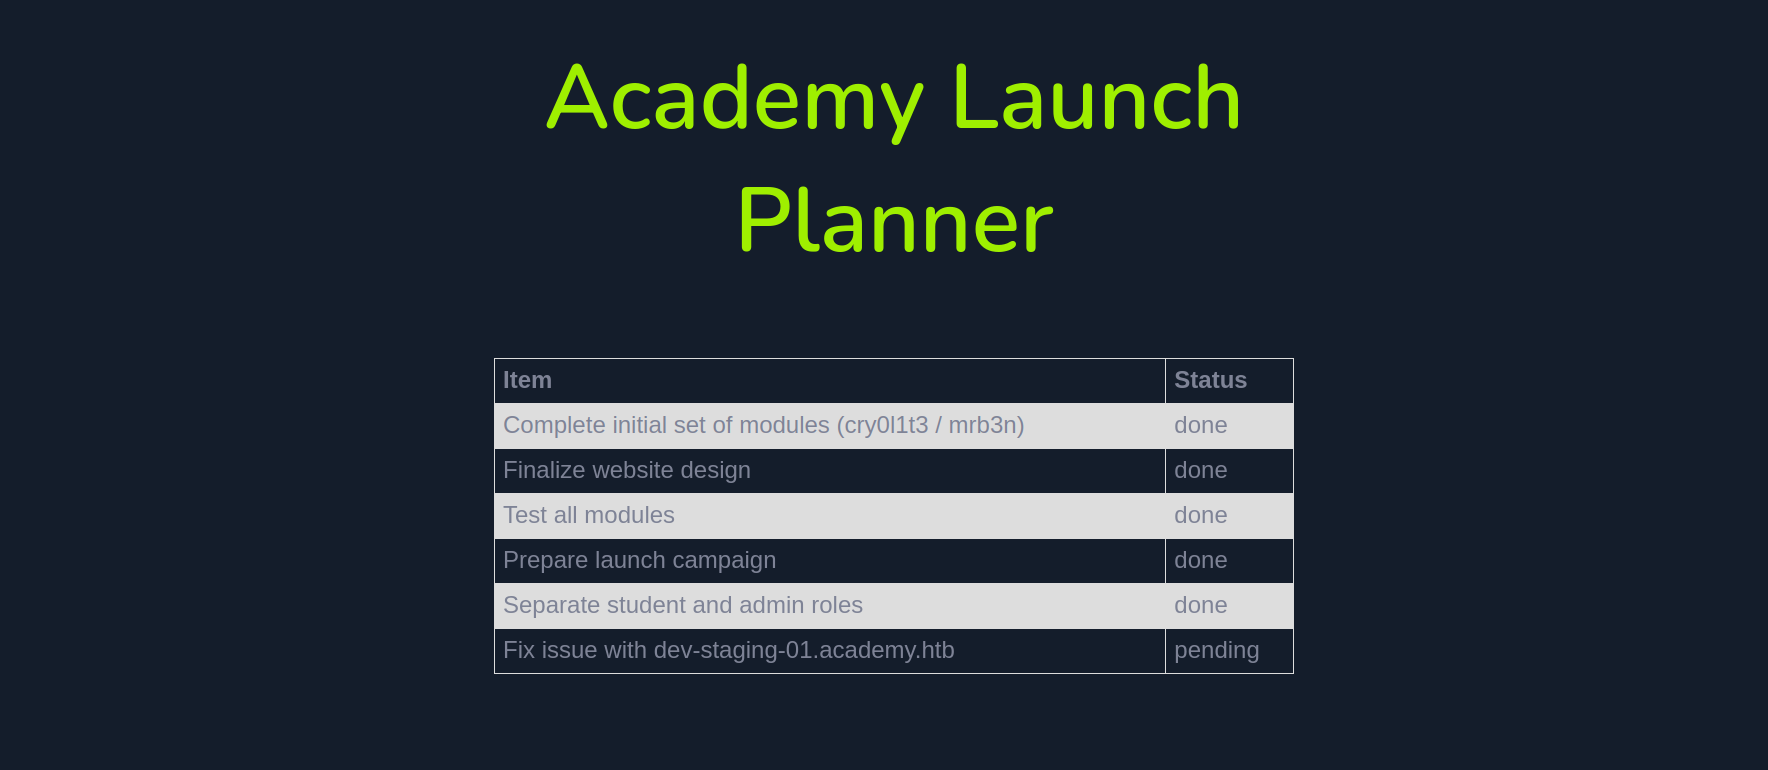 Academy Launch
Planner
Item Status
Complete initial set of modules (cry0l1t3 / mrb3n) done
Finalize website design done
Test all modules done
Prepare launch campaign done
Separate student and admin roles done
Fix issue with dev-staging-01.academy.htb pending